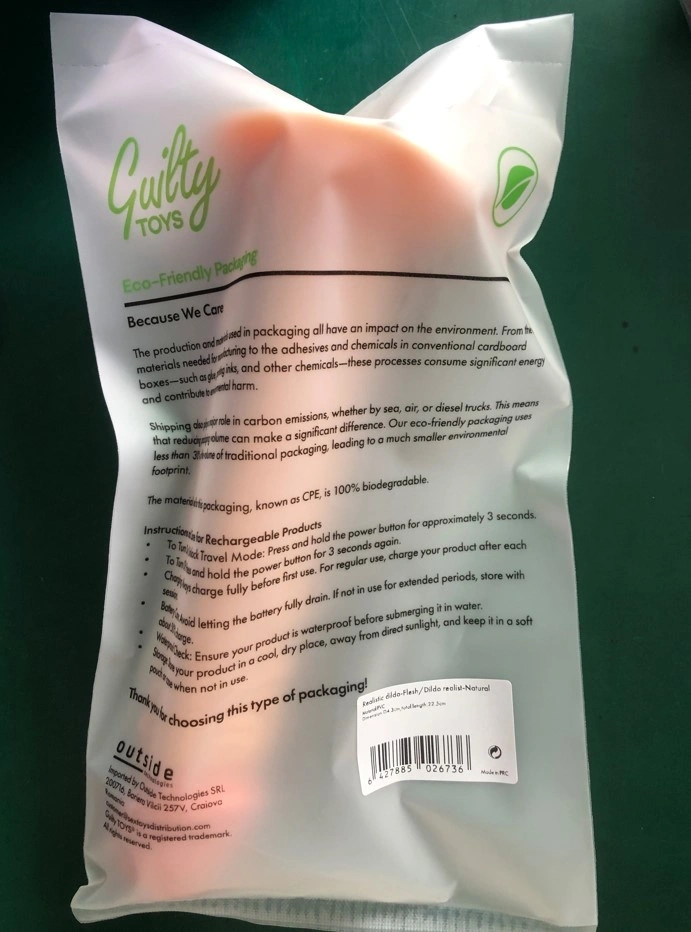 Guilty
TOYS
Eco-Friendly Packaging
Because We Care
The production and used in packaging all have an impact on the environment. From the
materials needed for to the adhesives and chemicals in conventional cardboard
boxes—such as inks, and other chemicals—these processes consume significant energy
and contribute to harm.
Shipping role in carbon emissions, whether by sea, air, or diesel trucks. This means
that can make a significant difference. Our eco-friendly packaging uses
less than of traditional packaging, leading to a much smaller environmental
footprint.
The packaging, known as CPE, is 100% biodegradable.
for Rechargeable Products
To Travel Mode: Press and hold the power button for approximately 3 seconds.
To and hold the power button for 3 seconds again.
charge fully before first use. For regular use, charge your product after each
Avoid letting the battery fully drain. If not in use for extended periods, store with
charge.
Check: Ensure your product is waterproof before submerging it in water.
your product in a cool, dry place, away from direct sunlight, and keep it in a soft
when not in use.
Thank you for choosing this type of packaging!
Realistic dildo-Flesh/Dildo realist-Natural
6 427885 026736
Made in PRC
outside
technologies
Imported by Outside Technologies SRL
200716, Bariera Vilcii 257V, Craiova
Guilty TOYS® is a registered trademark.
All rights reserved.